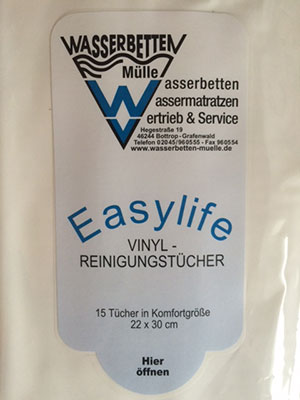 WASSERBETTEN
Mülle
Wasserbetten
Wassermatratzen
Vertrieb & Service
Hegestraße 19
46244 Bottrop - Grafenwald
Telefon 02045/960555 - Fax 960554
www.wasserbetten-muelle.de
Easylife
VINYL -
REINIGUNGSTÜCHER
15 Tücher in Komfortgröße
22 x 30 cm
Hier
öffnen